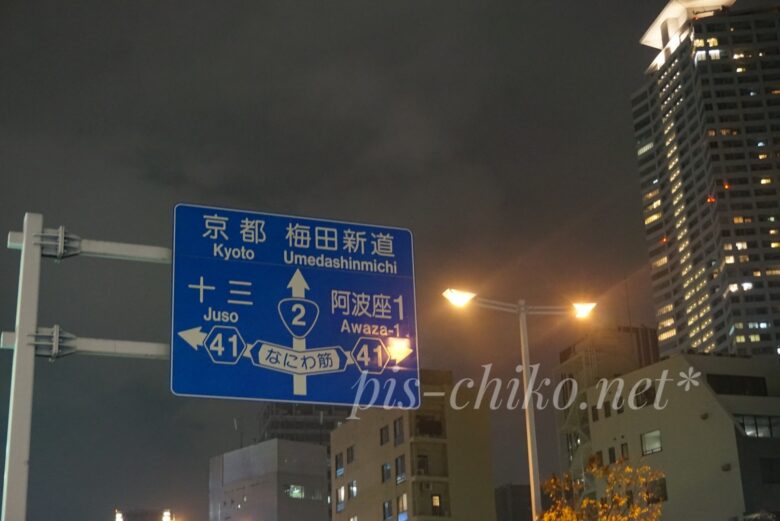 京都 梅田新道
Kyoto Umedashinmichi
十三
Juso
2
阿波座1
Awaza-1
41 なにわ筋 41
pis-chiko.net*